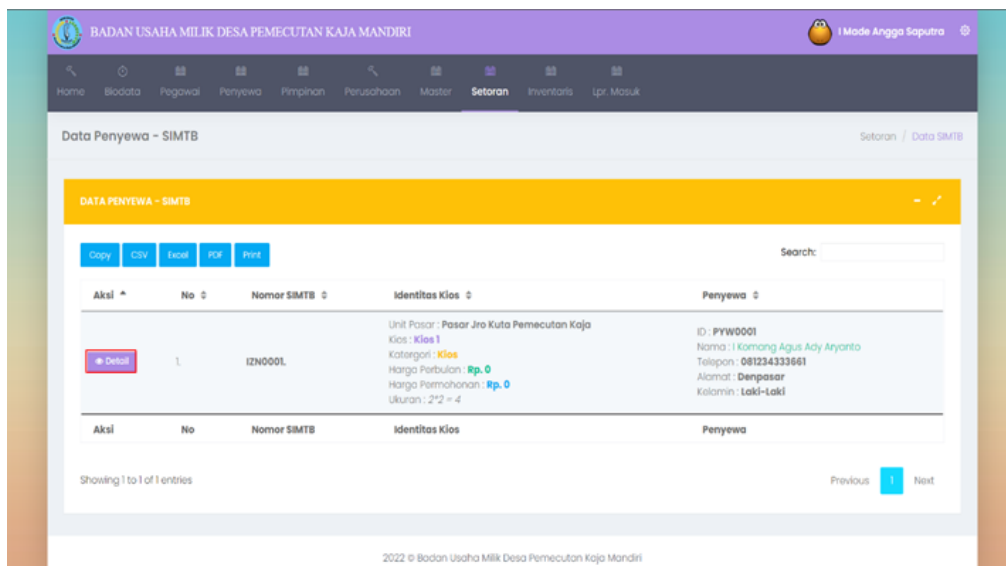 BADAN USAHA MILIK DESA PEMECUTAN KAJA MANDIRI
I Made Angga Saputra
Home Biodata Pegawai Penyewa Pimpinan Perusahaan Master Setoran Inventaris Lpr. Masuk
Data Penyewa - SIMTB
Setoran / Data SIMTB
DATA PENYEWA - SIMTB
Copy CSV Excel PDF Print
Search:
Aksi No Nomor SIMTB Identitas Kios Penyewa
Detail
1.
IZN0001.
Unit Pasar : Pasar Jro Kuta Pemecutan Kaja
Kios : Kios 1
Katergori : Kios
Harga Perbulan : Rp. 0
Harga Permohonan : Rp. 0
Ukuran : 2*2 = 4
ID : PYW0001
Nama : I Komang Agus Ady Aryanto
Telepon : 081234333661
Alamat : Denpasar
Kelamin : Laki-Laki
Aksi No Nomor SIMTB Identitas Kios Penyewa
Showing 1 to 1 of 1 entries
Previous 1 Next
2022 © Badan Usaha Milik Desa Pemecutan Kaja Mandiri